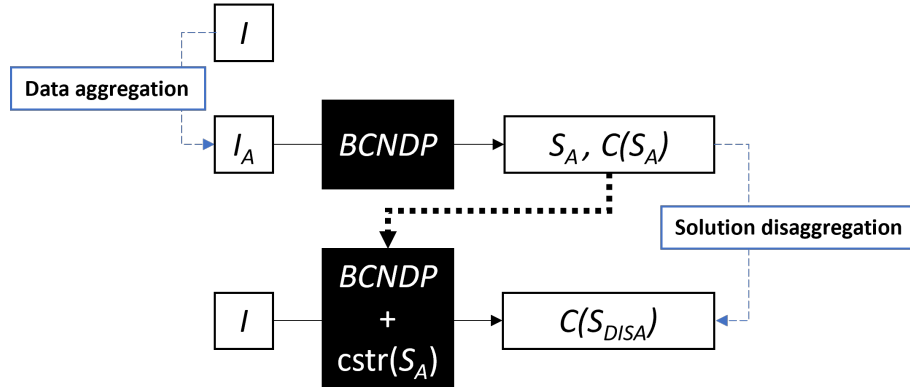 I
Data aggregation
I_A
BCNDP
S_A , C(S_A)
Solution disaggregation
I
BCNDP
+
cstr(S_A)
C(S_DISA)